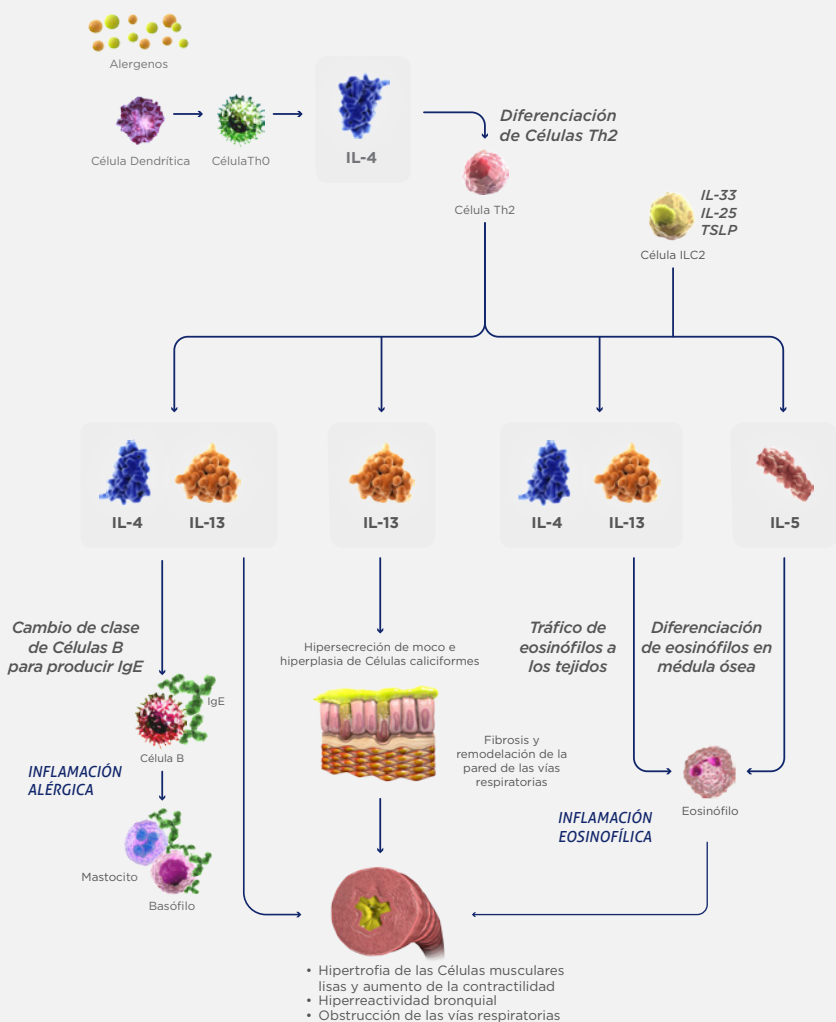 Alergenos
Célula Dendrítica
CélulaTh0
IL-4
Diferenciación
de Células Th2
Célula Th2
IL-33
IL-25
TSLP
Célula ILC2
IL-4
IL-13
IL-13
IL-4
IL-13
IL-5
Cambio de clase
de Células B
para producir IgE
IgE
Célula B
INFLAMACIÓN
ALÉRGICA
Mastocito
Basófilo
Hipersecreción de moco e
hiperplasia de Células caliciformes
Fibrosis y
remodelación de la
pared de las vías
respiratorias
Tráfico de
eosinófilos a
los tejidos
Diferenciación
de eosinófilos en
médula ósea
Eosinófilo
INFLAMACIÓN
EOSINOFÍLICA
• Hipertrofia de las Células musculares
lisas y aumento de la contractilidad
• Hiperreactividad bronquial
• Obstrucción de las vías respiratorias